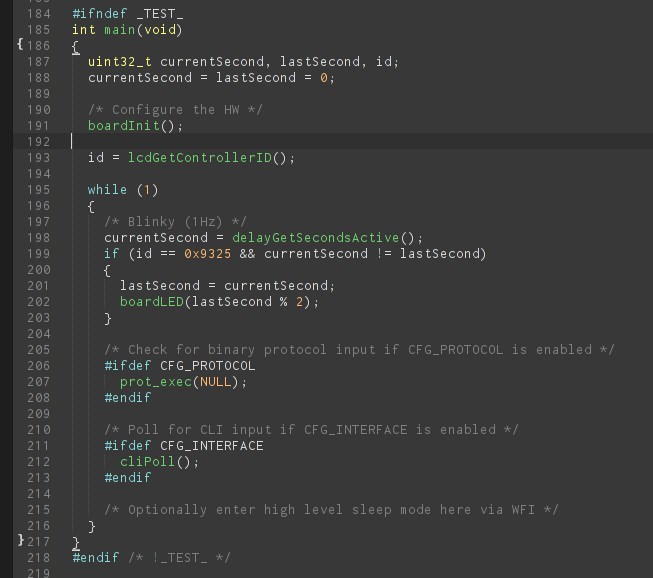 184 #ifndef _TEST_
185 int main(void)
{ 186 {
187 uint32_t currentSecond, lastSecond, id;
188 currentSecond = lastSecond = 0;
189
190 /* Configure the HW */
191 boardInit();
192
193 id = lcdGetControllerID();
194
195 while (1)
196 {
197 /* Blinky (1Hz) */
198 currentSecond = delayGetSecondsActive();
199 if (id == 0x9325 && currentSecond != lastSecond)
200 {
201 lastSecond = currentSecond;
202 boardLED(lastSecond % 2);
203 }
204
205 /* Check for binary protocol input if CFG_PROTOCOL is enabled */
206 #ifdef CFG_PROTOCOL
207 prot_exec(NULL);
208 #endif
209
210 /* Poll for CLI input if CFG_INTERFACE is enabled */
211 #ifdef CFG_INTERFACE
212 cliPoll();
213 #endif
214
215 /* Optionally enter high level sleep mode here via WFI */
216 }
} 217 }
218 #endif /* !_TEST_ */
219